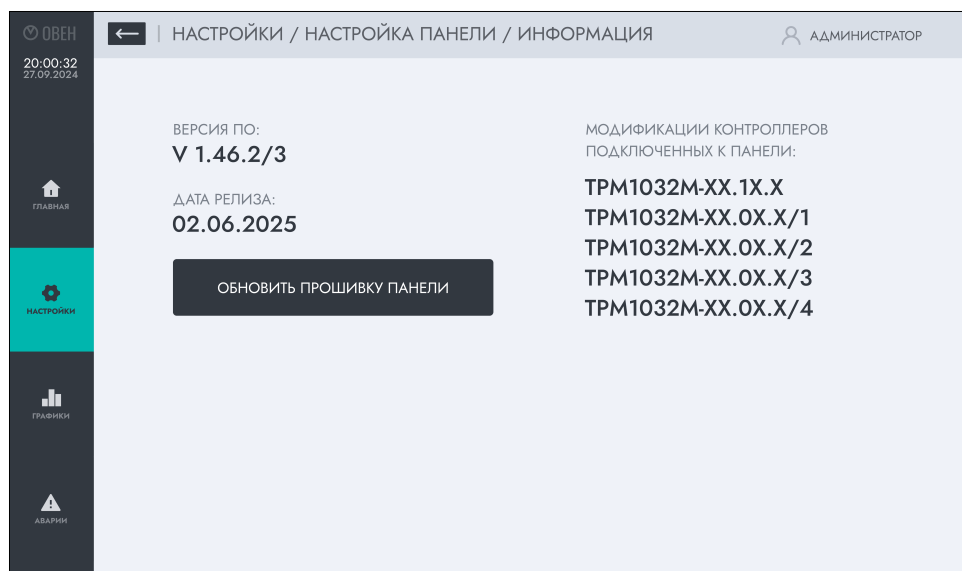 ОВЕН
НАСТРОЙКИ / НАСТРОЙКА ПАНЕЛИ / ИНФОРМАЦИЯ
АДМИНИСТРАТОР
20:00:32
27.09.2024
ГЛАВНАЯ
НАСТРОЙКИ
ГРАФИКИ
АВАРИИ
ВЕРСИЯ ПО:
V 1.46.2/3
ДАТА РЕЛИЗА:
02.06.2025
ОБНОВИТЬ ПРОШИВКУ ПАНЕЛИ
МОДИФИКАЦИИ КОНТРОЛЛЕРОВ
ПОДКЛЮЧЕННЫХ К ПАНЕЛИ:
ТРМ1032М-ХХ.1Х.Х
ТРМ1032М-ХХ.0Х.Х/1
ТРМ1032М-ХХ.0Х.Х/2
ТРМ1032М-ХХ.0Х.Х/3
ТРМ1032М-ХХ.0Х.Х/4